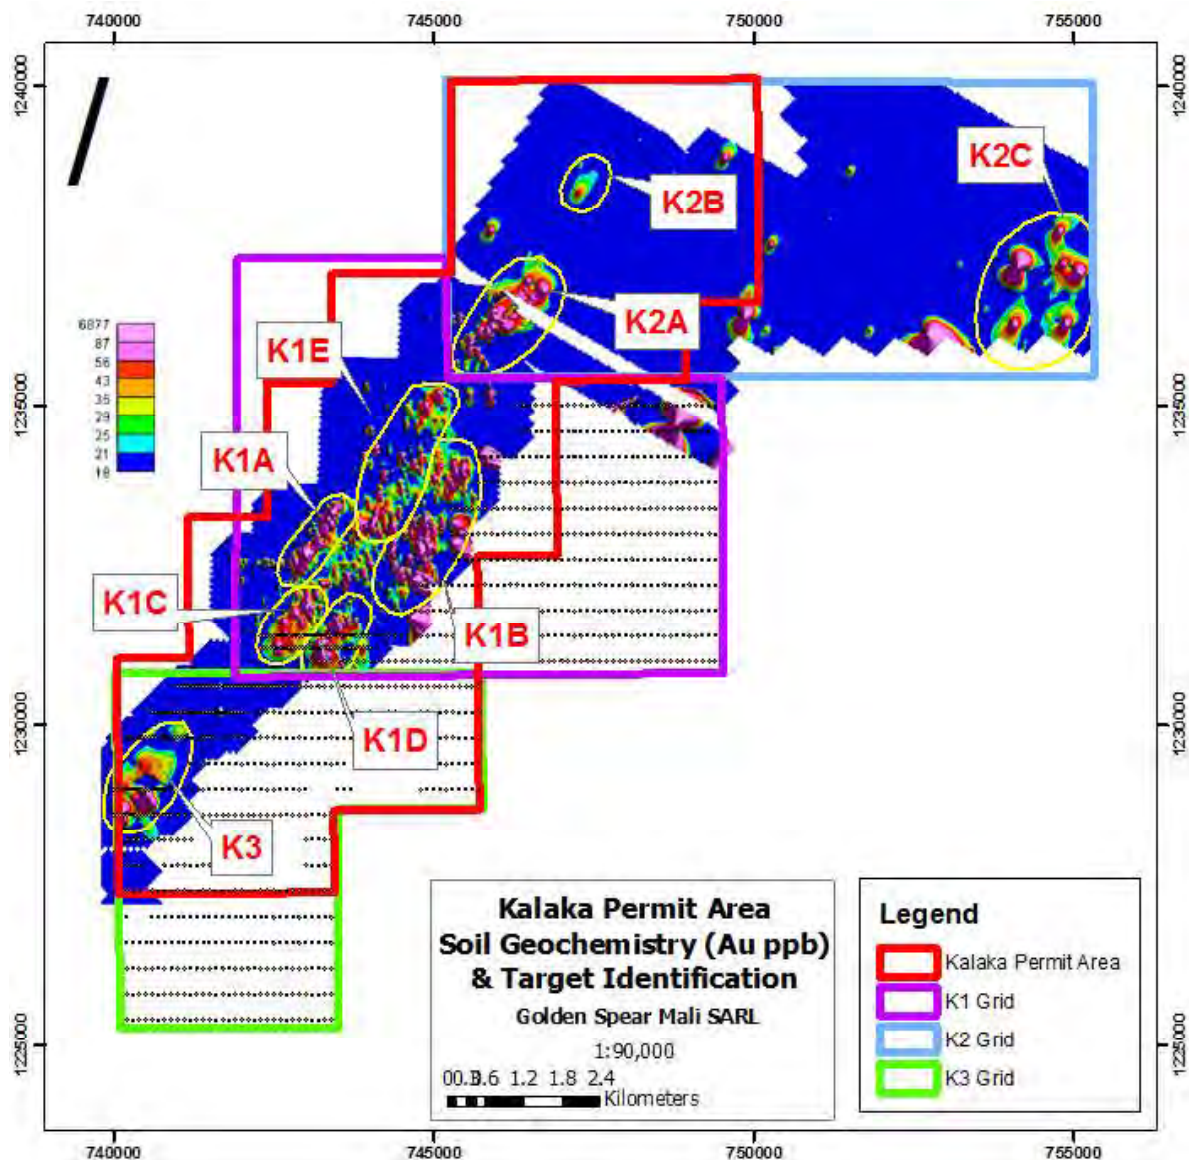 740000 745000 750000 755000
1240000 1240000
K2C
K2B
K2A
6877
87
56
43
35
29
25
21
18
K1E
1235000 1235000
K1A
K1C
K1B
K1D
1230000 1230000
K3
Kalaka Permit Area
Soil Geochemistry (Au ppb)
& Target Identification
Golden Spear Mali SARL
1:90,000
1.2 1.8 2.4
Kilometers
Legend
Kalaka Permit Area
K1 Grid
K2 Grid
K3 Grid
1225000 1225000
740000 745000 750000 755000